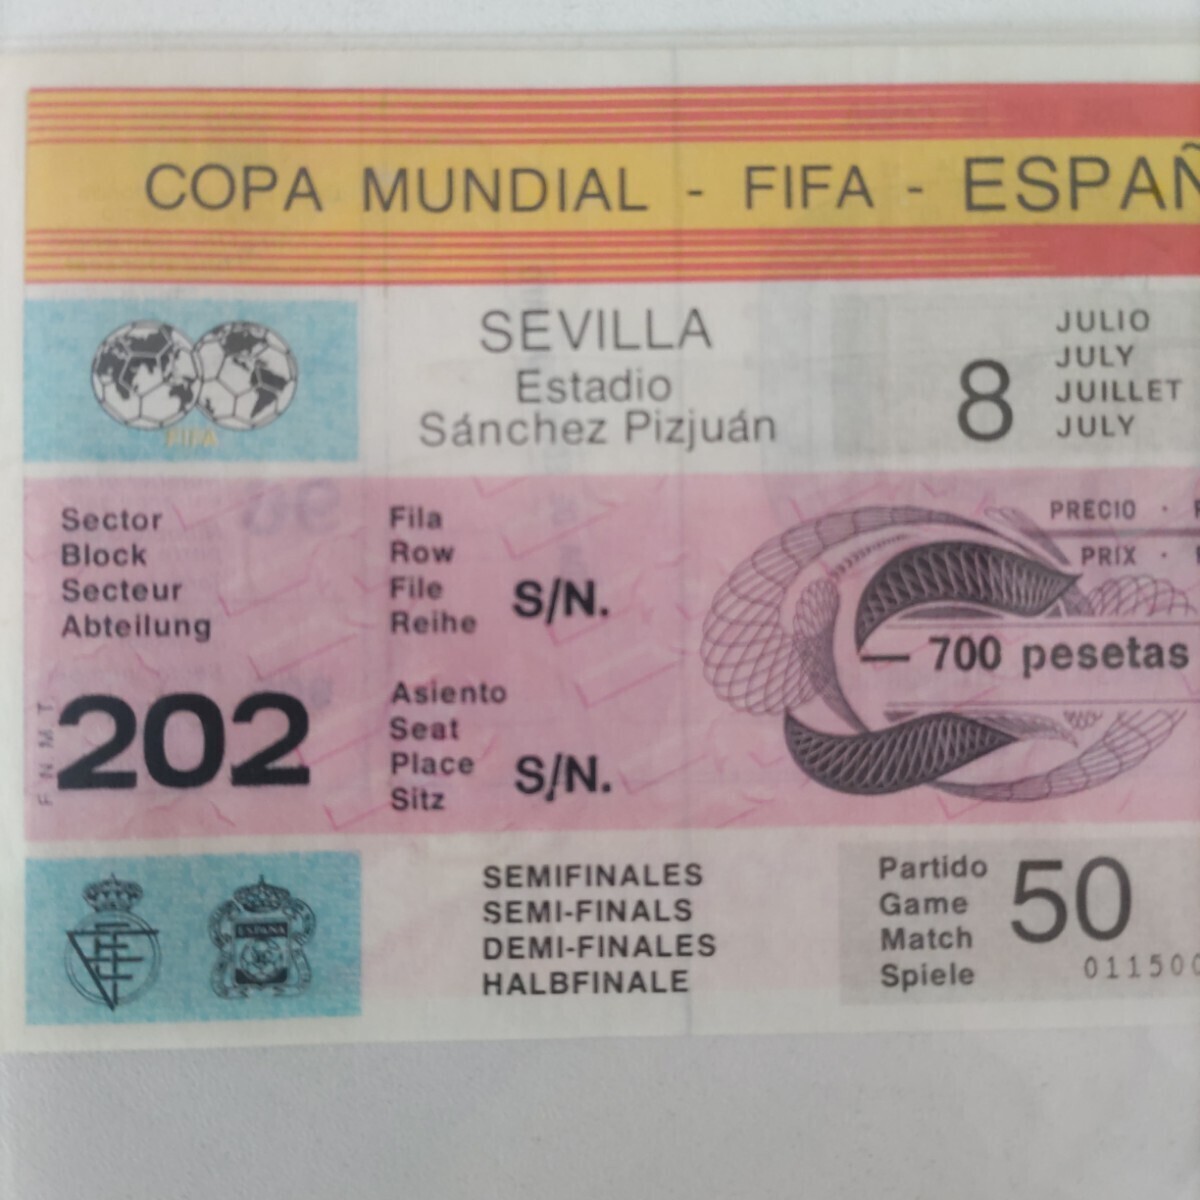 COPA MUNDIAL - FIFA - ESPAÑ
FIFA
SEVILLA
Estadio
Sánchez Pizjuán
8
JULIO
JULY
JUILLET
JULY
Sector
Block
Secteur
Abteilung
202
F.N.M.T.
Fila
Row
File
Reihe
S/N.
Asiento
Seat
Place
Sitz
S/N.
PRECIO ·
PRIX ·
— 700 pesetas
ESPAÑA
SEMIFINALES
SEMI-FINALS
DEMI-FINALES
HALBFINALE
Partido
Game
Match
Spiele
50
011500